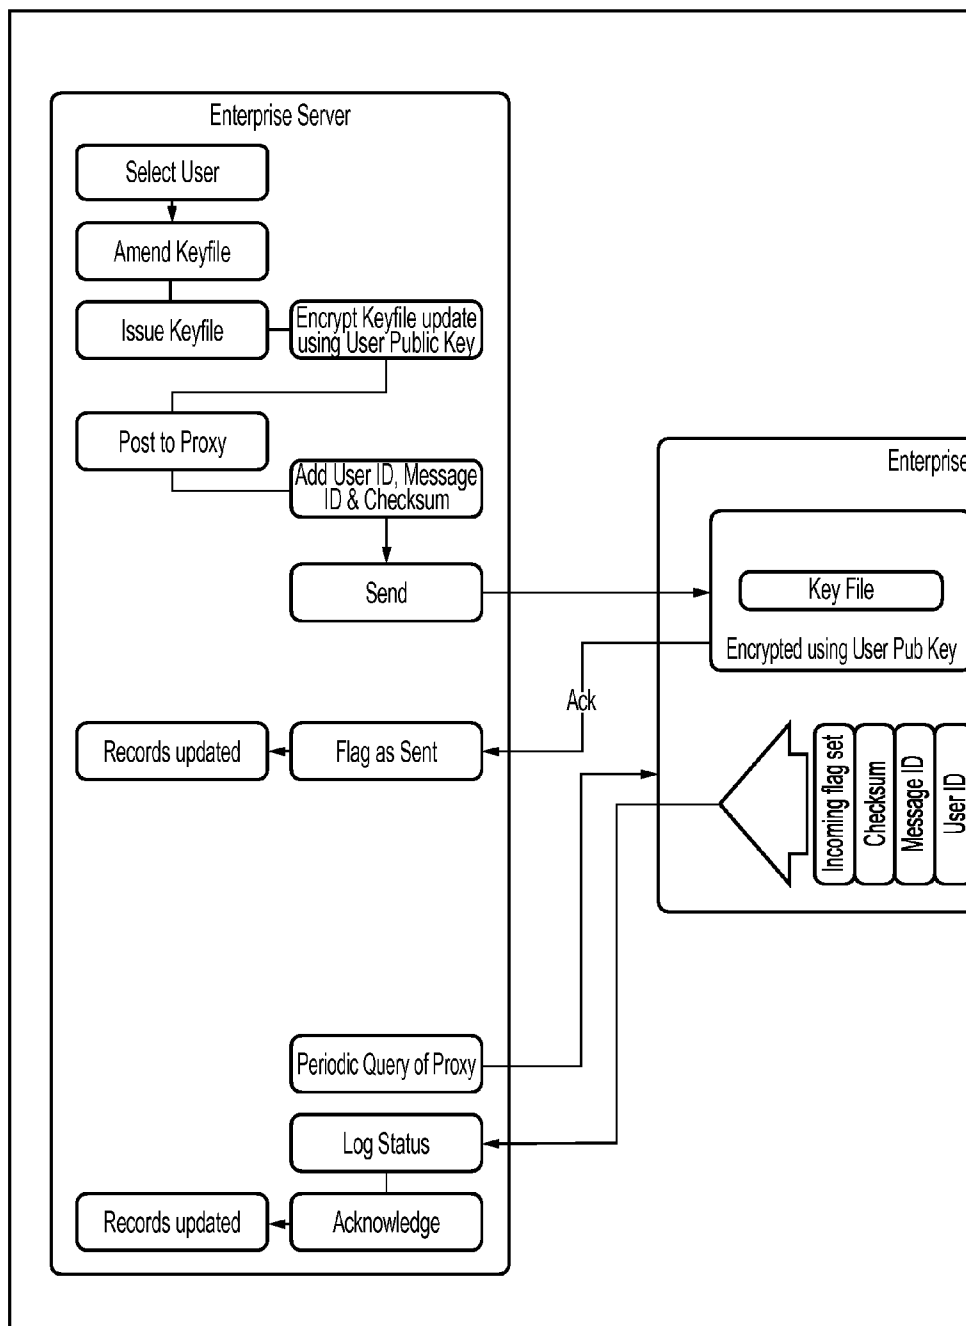 Enterprise Server
Select User
Amend Keyfile
Issue Keyfile
Encrypt Keyfile update
using User Public Key
Post to Proxy
Add User ID, Message
ID & Checksum
Send
Ack
Records updated
Flag as Sent
Periodic Query of Proxy
Log Status
Records updated
Acknowledge
Enterprise
Key File
Encrypted using User Pub Key
Incoming flag set
Checksum
Message ID
User ID